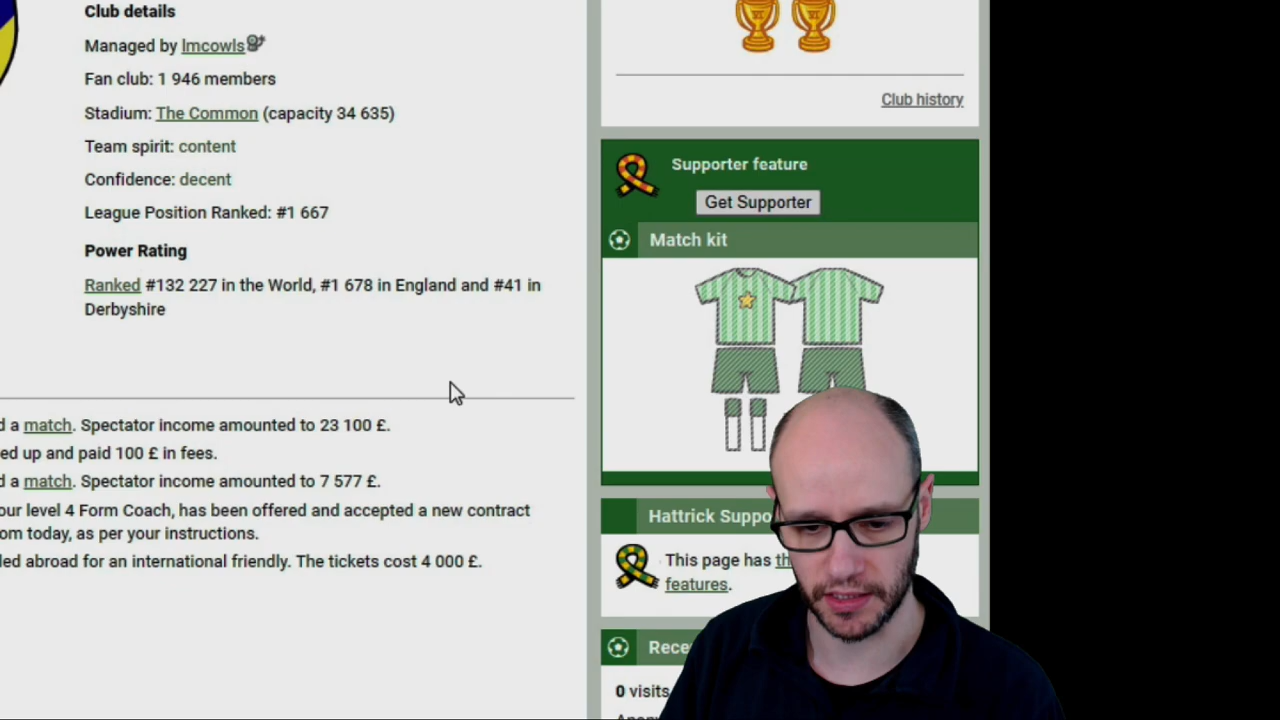 Club details
Managed by lmcowls
Fan club: 1 946 members
Stadium: The Common (capacity 34 635)
Team spirit: content
Confidence: decent
League Position Ranked: #1 667
Power Rating
Ranked #132 227 in the World, #1 678 in England and #41 in
Derbyshire
d a match. Spectator income amounted to 23 100 £.
ed up and paid 100 £ in fees.
d a match. Spectator income amounted to 7 577 £.
our level 4 Form Coach, has been offered and accepted a new contract
om today, as per your instructions.
led abroad for an international friendly. The tickets cost 4 000 £.
VI VI
Club history
Supporter feature
Get Supporter
Match kit
Hattrick Suppo
This page has th
features.
Rece
0 visits